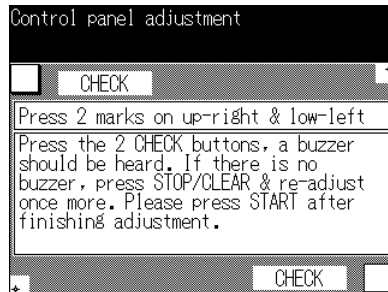 Control panel adjustment
CHECK
Press 2 marks on up-right & low-left
Press the 2 CHECK buttons, a buzzer
should be heard. If there is no
buzzer, press STOP/CLEAR & re-adjust
once more. Please press START after
finishing adjustment.
CHECK